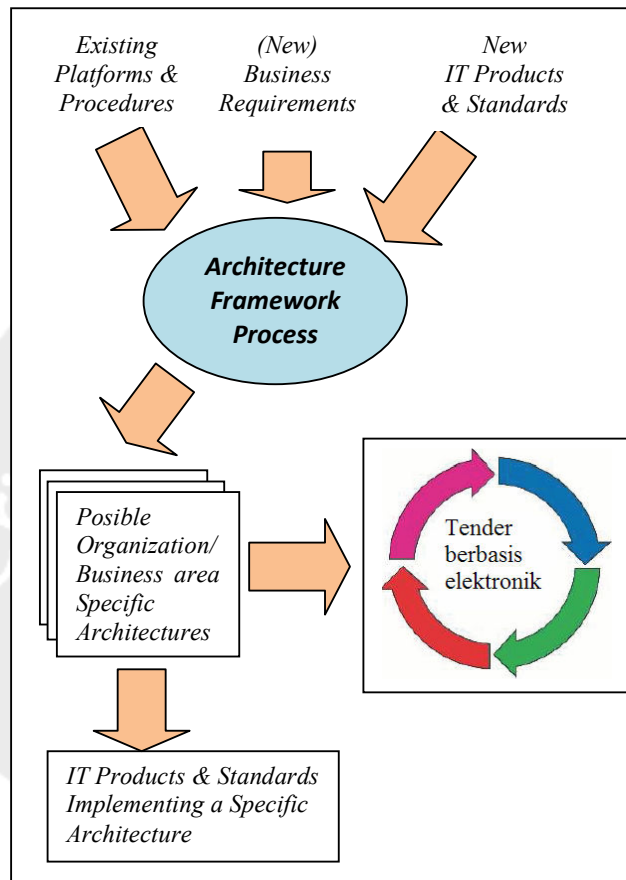 Existing
Platforms &
Procedures
(New)
Business
Requirements
New
IT Products
& Standards
Architecture
Framework
Process
Posible
Organization/
Business area
Specific
Architectures
Tender
berbasis
elektronik
IT Products & Standards
Implementing a Specific
Architecture